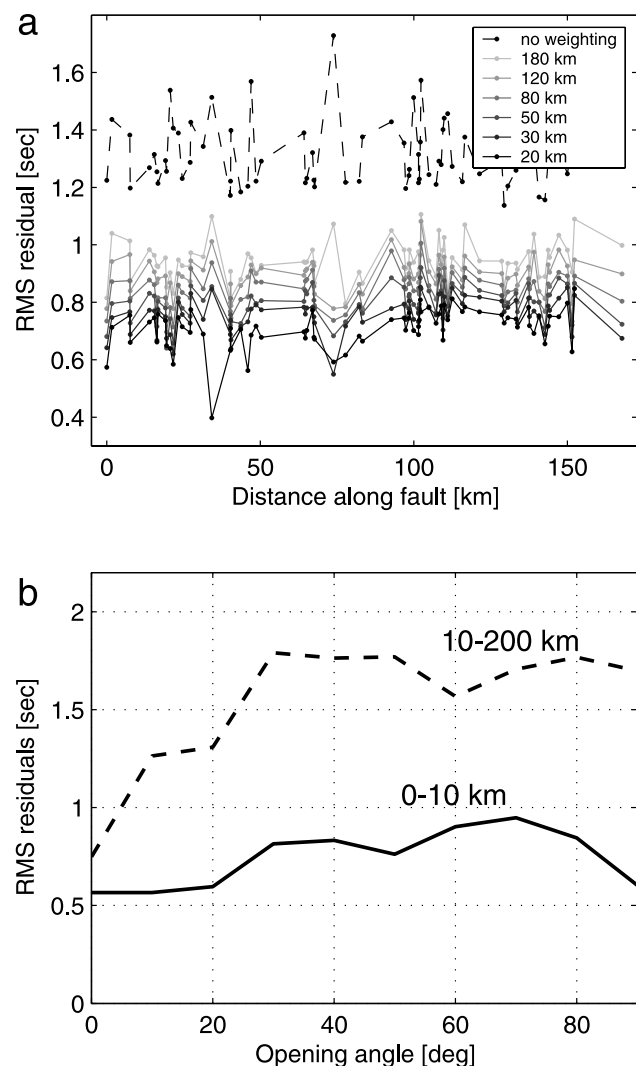 a
RMS residual [sec]
1.6
1.4
1.2
1
0.8
0.6
0.4
no weighting
180 km
120 km
80 km
50 km
30 km
20 km
0
50
100
150
Distance along fault [km]
b
RMS residuals [sec]
2
1.5
1
0.5
0
10-200 km
0-10 km
0
20
40
60
80
Opening angle [deg]